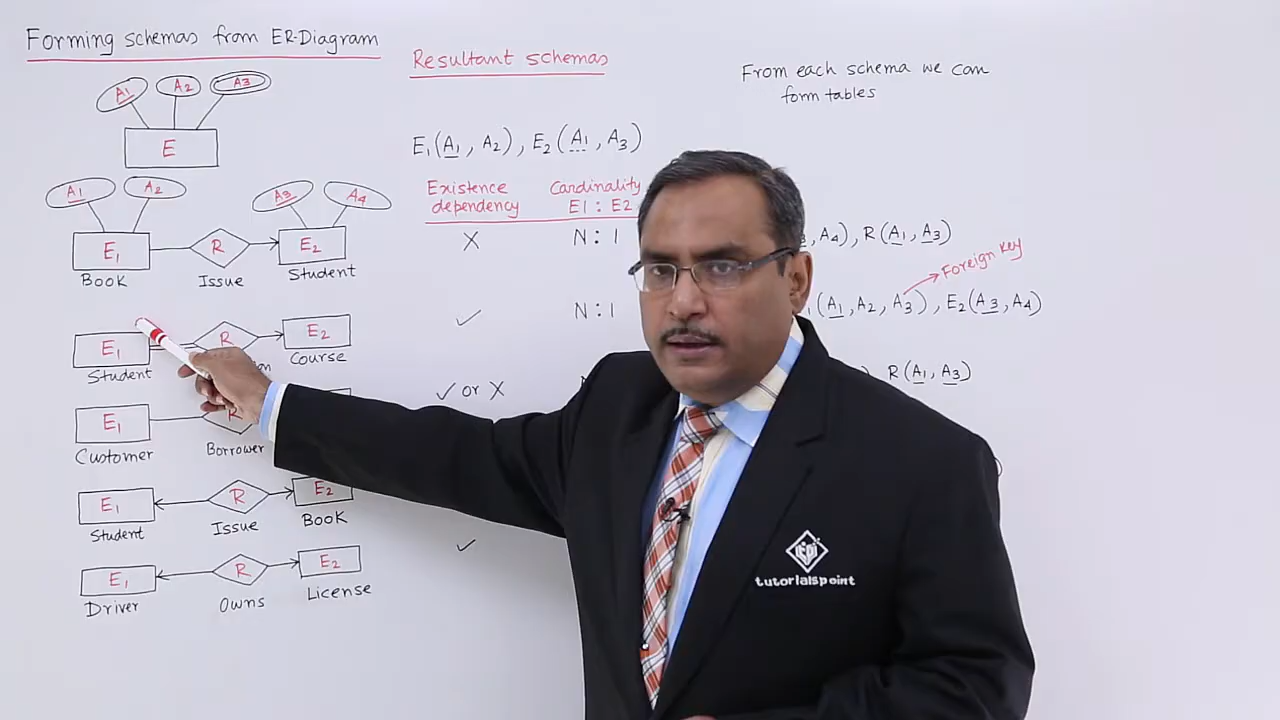 Forming schemas from ER-Diagram
Resultant schemas
From each schema we can
form tables
A1 A2 A3
E
E1(A1, A2), E2(A1, A3)
Existence dependency
Cardinality E1 : E2
A1 A2 A3 A4
E1 R E2
Book Issue Student
X N : 1 , A4), R(A1, A3)
Foreign key
E1 R E2
Student Course
✓ N : 1 (A1, A2, A3), E2(A3, A4)
E1 R
Customer Borrower
✓ or X R(A1, A3)
E1 R E2
Student Issue Book
E1 R E2
Driver Owns License
✓
tutorialspoint